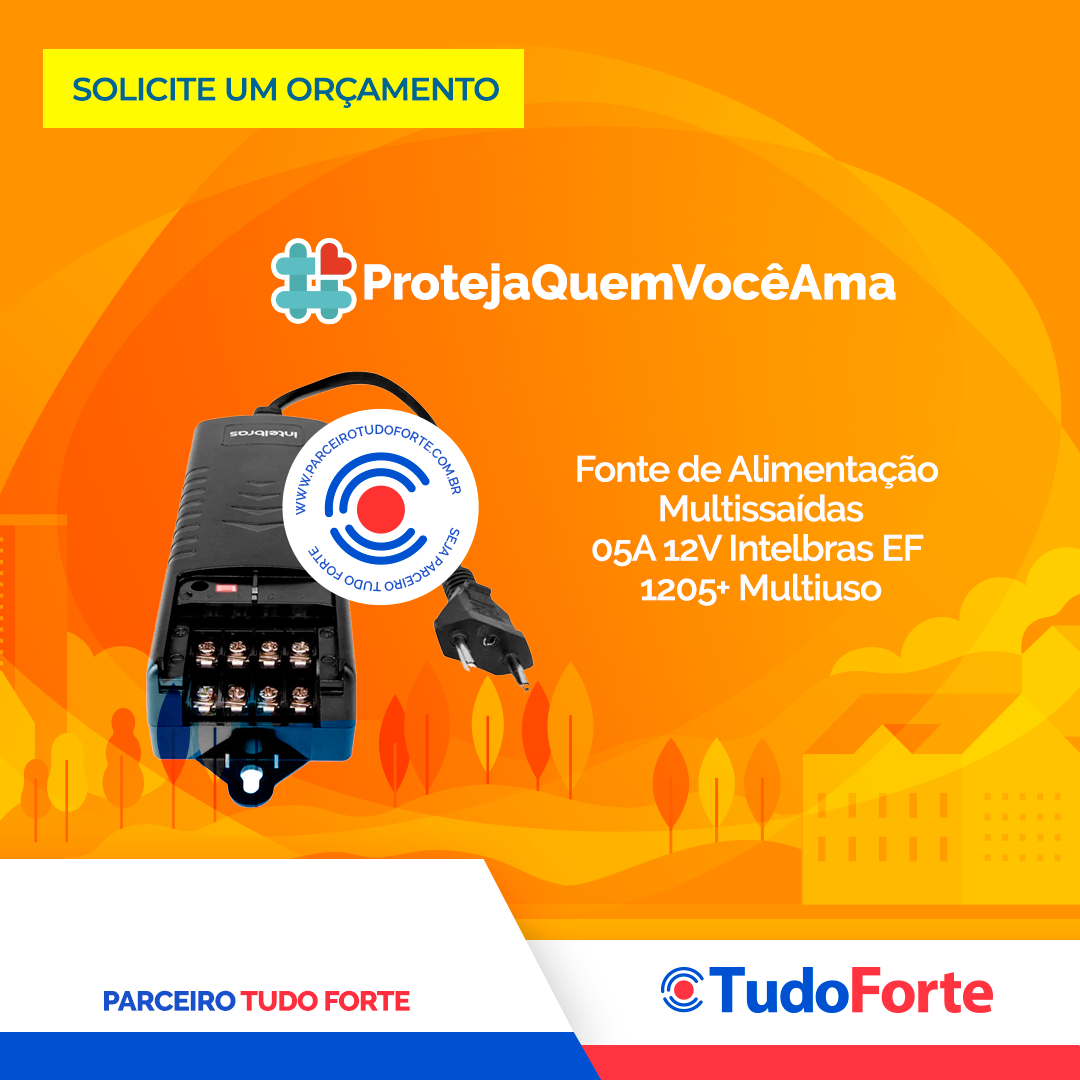 SOLICITE UM ORÇAMENTO
ProtejaQuemVocêAma
intelbras
WWW.PARCEIROTUDOFORTE.COM.BR
SEJA PARCEIRO TUDO FORTE
Fonte de Alimentação
Multissaídas
05A 12V Intelbras EF
1205+ Multiuso
PARCEIRO TUDO FORTE
TudoForte